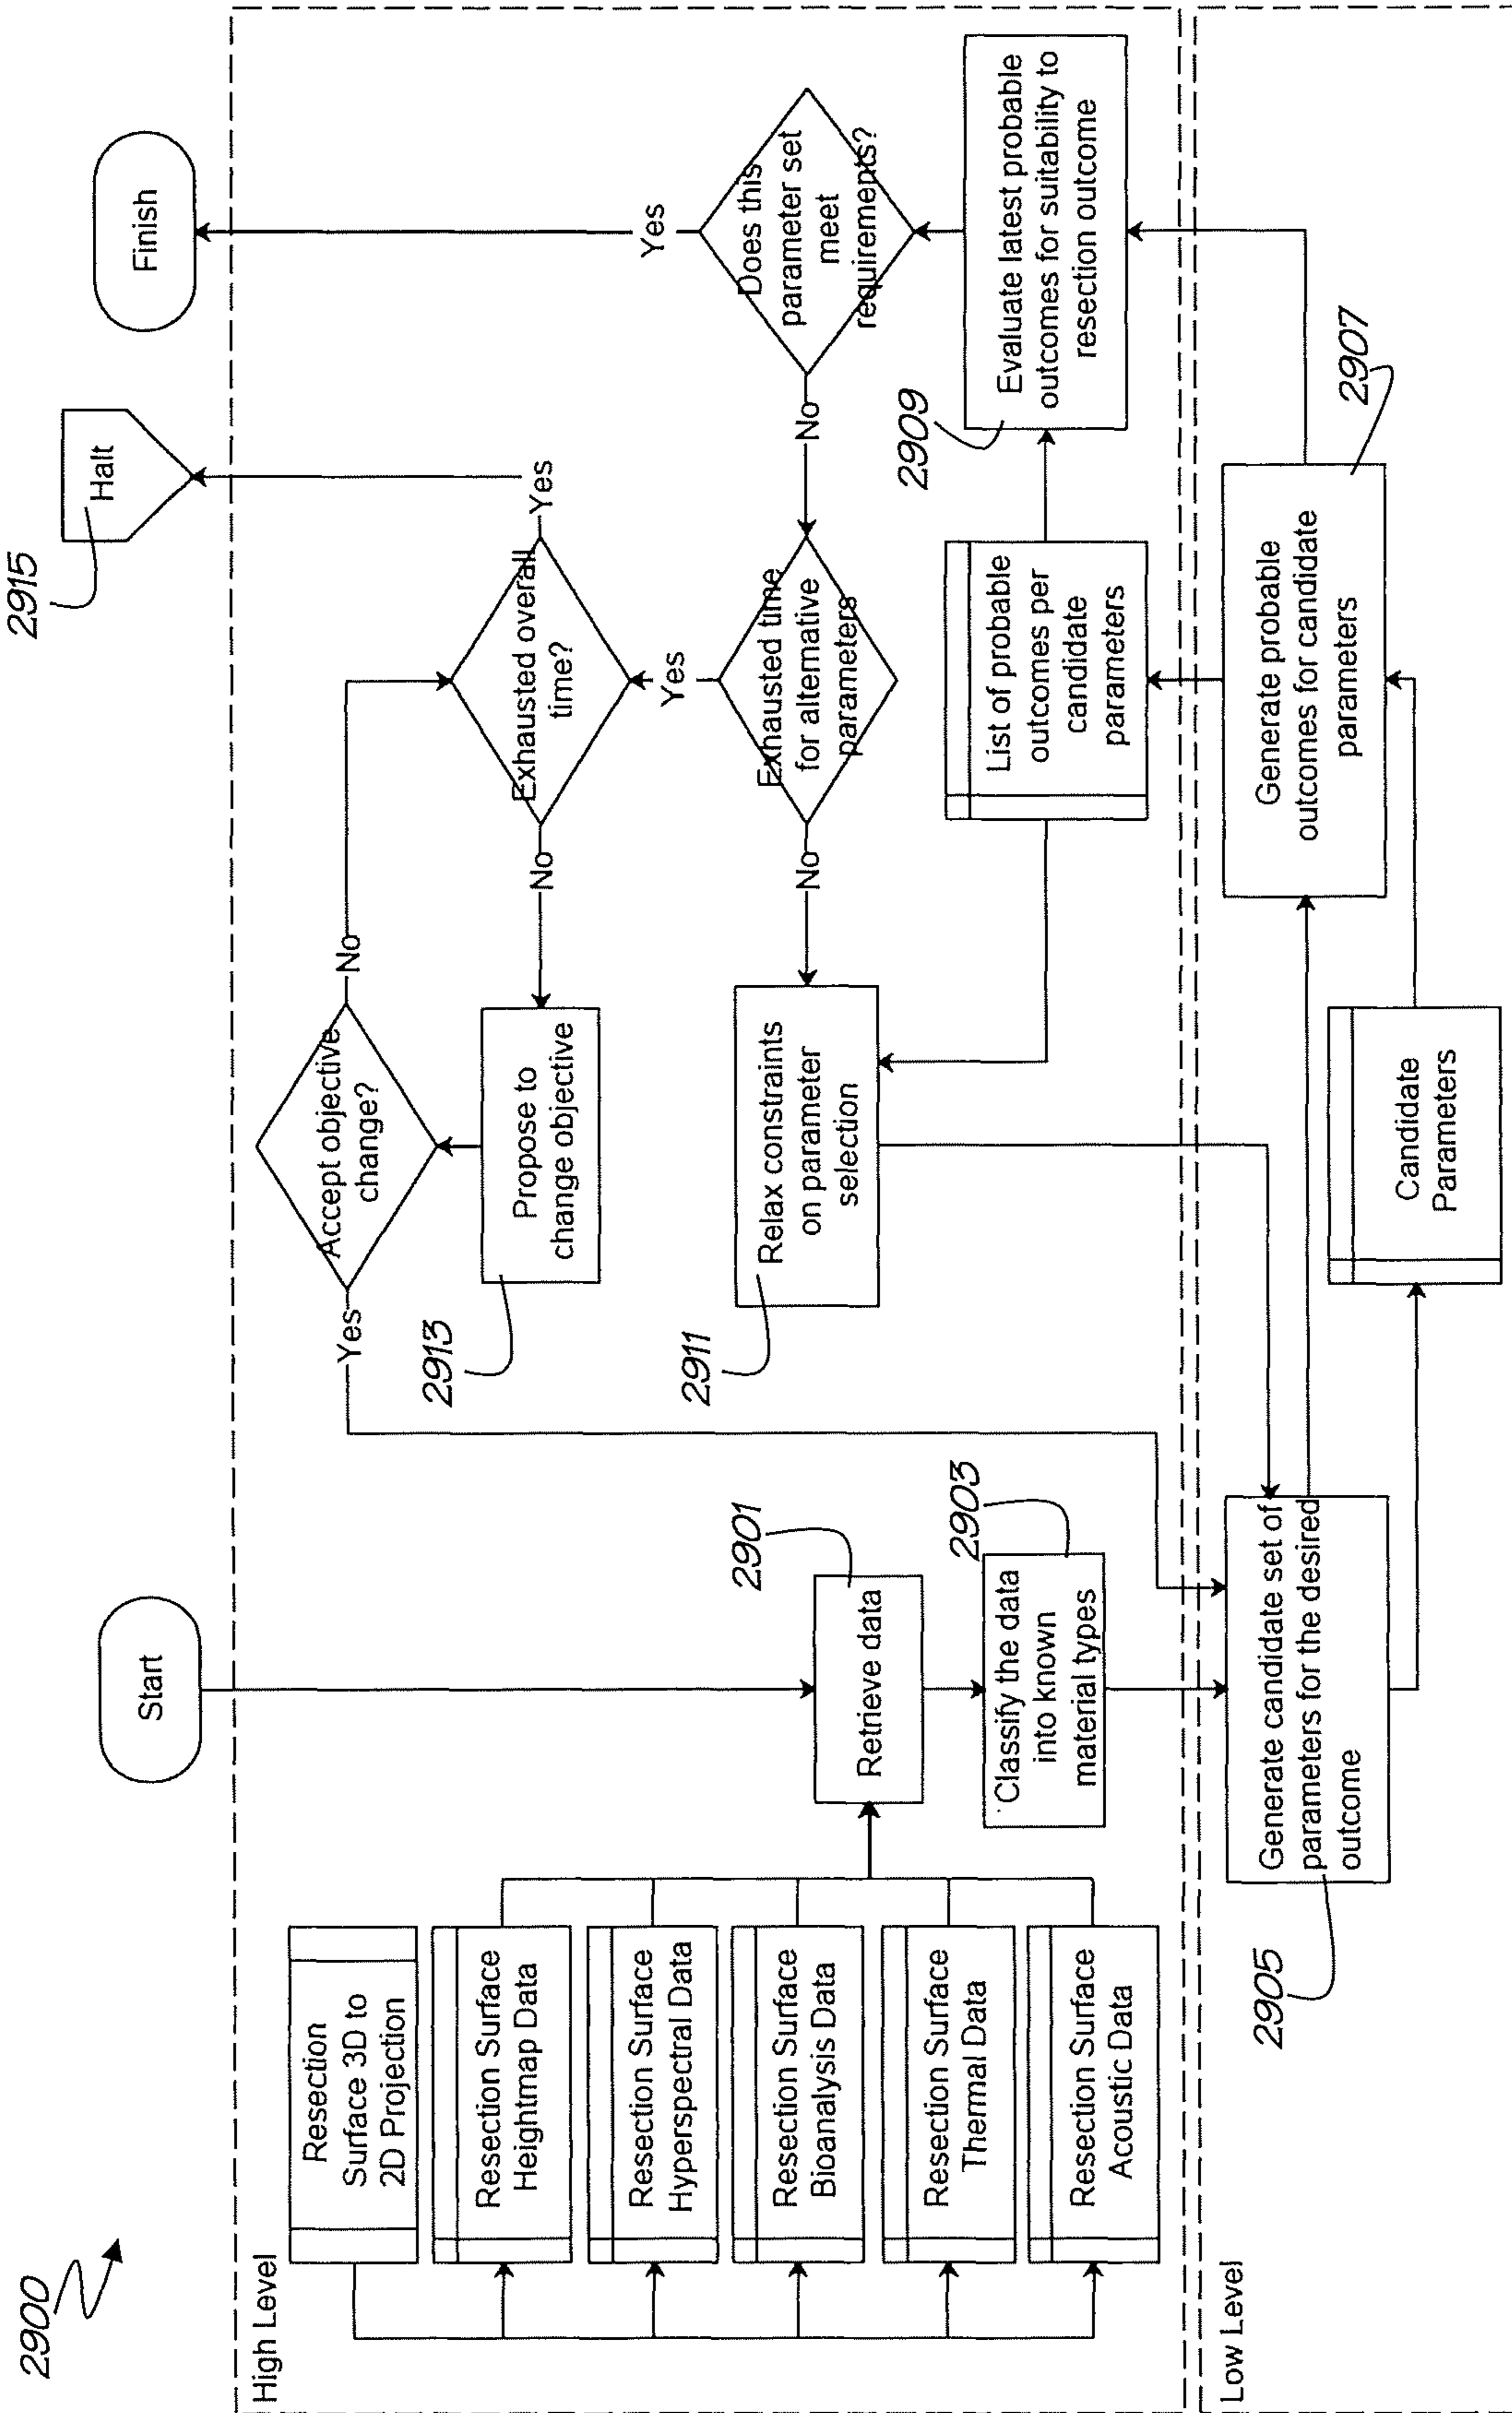 2900
Start
2915
Halt
Finish
High Level
Resection
Surface 3D to
2D Projection
Resection Surface
Heightmap Data
Resection Surface
Hyperspectral Data
Resection Surface
Bioanalysis Data
Resection Surface
Thermal Data
Resection Surface
Acoustic Data
2901
Retrieve data
2903
Classify the data
into known
material types
Yes
Accept objective
change?
No
2913
Propose to
change objective
No
Exhausted overall
time?
Yes
Yes
2911
Relax constraints
on parameter
selection
No
Exhausted time
for alternative
parameters
No
Does this
parameter set
meet
requirements?
Yes
List of probable
outcomes per
candidate
parameters
2909
Evaluate latest probable
outcomes for suitability to
resection outcome
Low Level
2905
Generate candidate set of
parameters for the desired
outcome
Candidate
Parameters
Generate probable
outcomes for candidate
parameters
2907